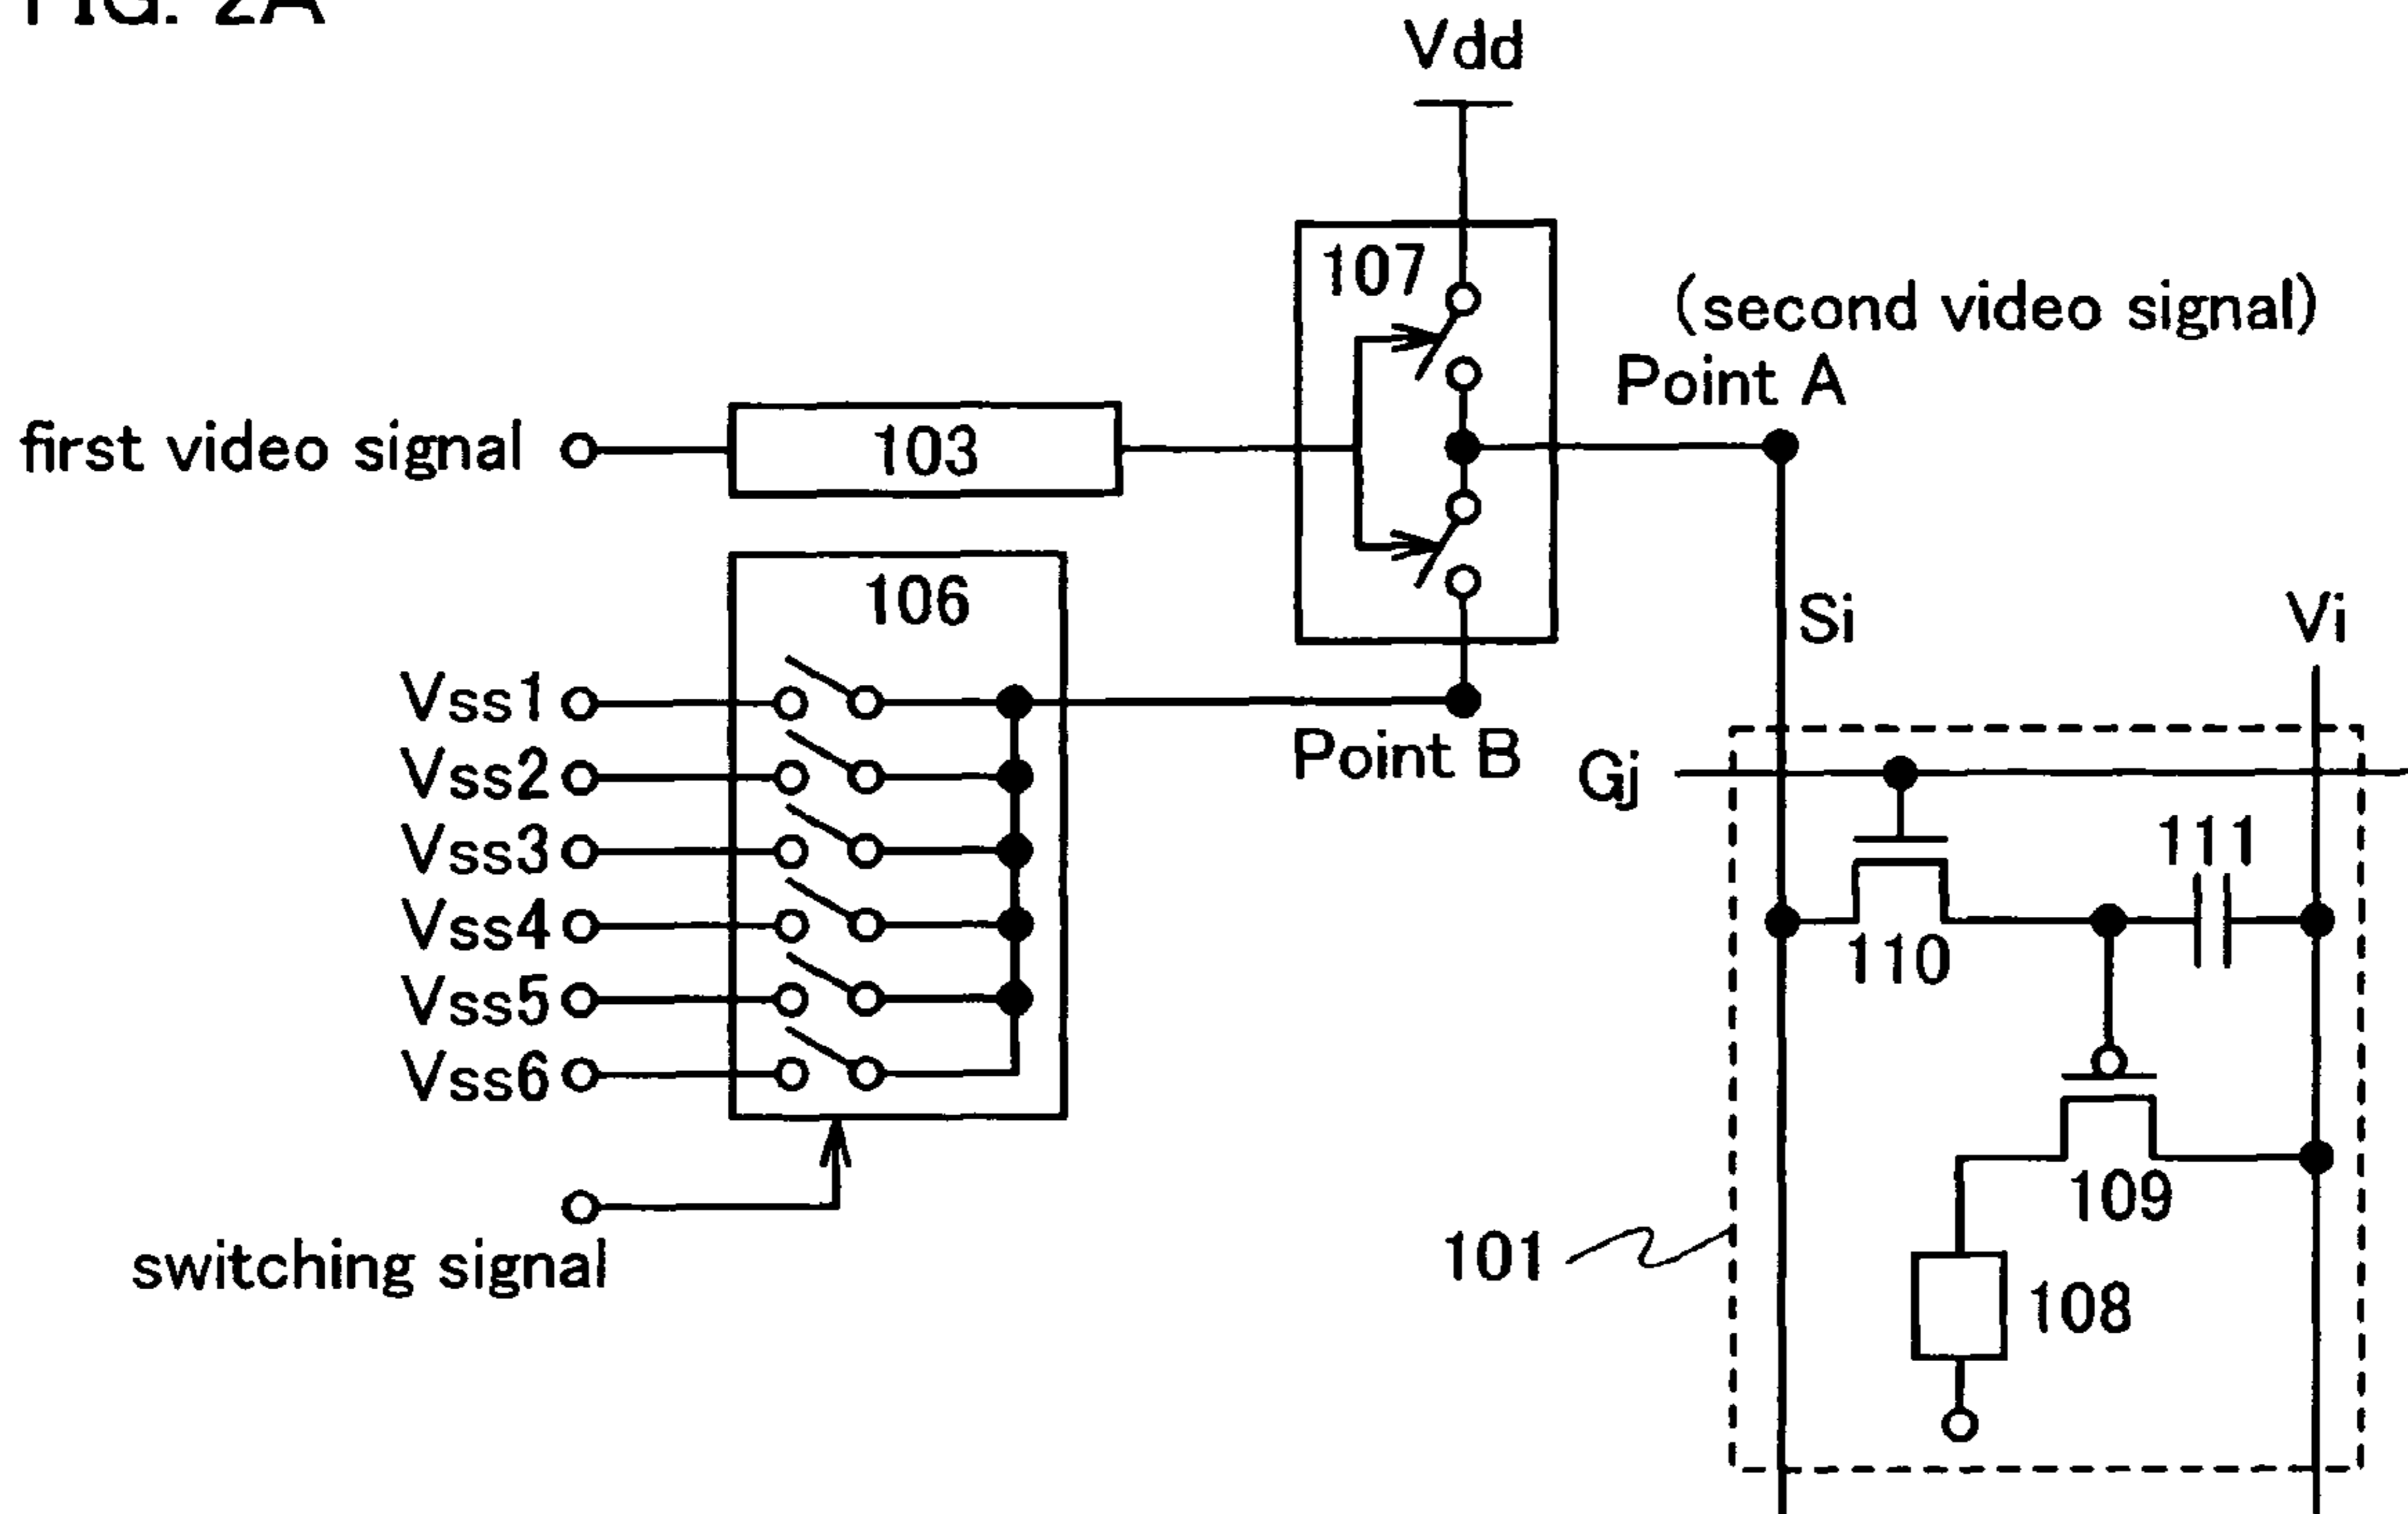 FIG. 2A
Vdd
107
(second video signal)
Point A
first video signal
103
106
Si
Vi
Vss1
Point B
Gj
Vss2
Vss3
111
Vss4
110
Vss5
Vss6
109
switching signal
101
108